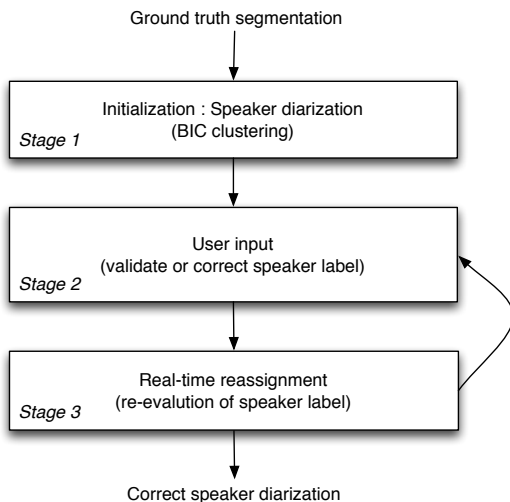 Ground truth segmentation
Initialization : Speaker diarization
(BIC clustering)
Stage 1
User input
(validate or correct speaker label)
Stage 2
Real-time reassignment
(re-evalution of speaker label)
Stage 3
Correct speaker diarization